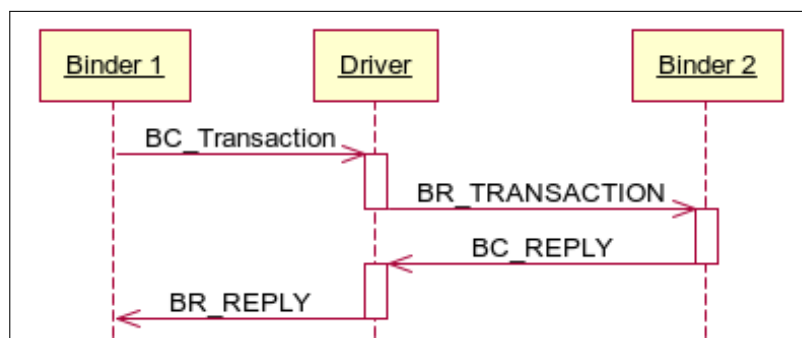 Binder 1
Driver
Binder 2
BC_Transaction
BR_TRANSACTION
BC_REPLY
BR_REPLY